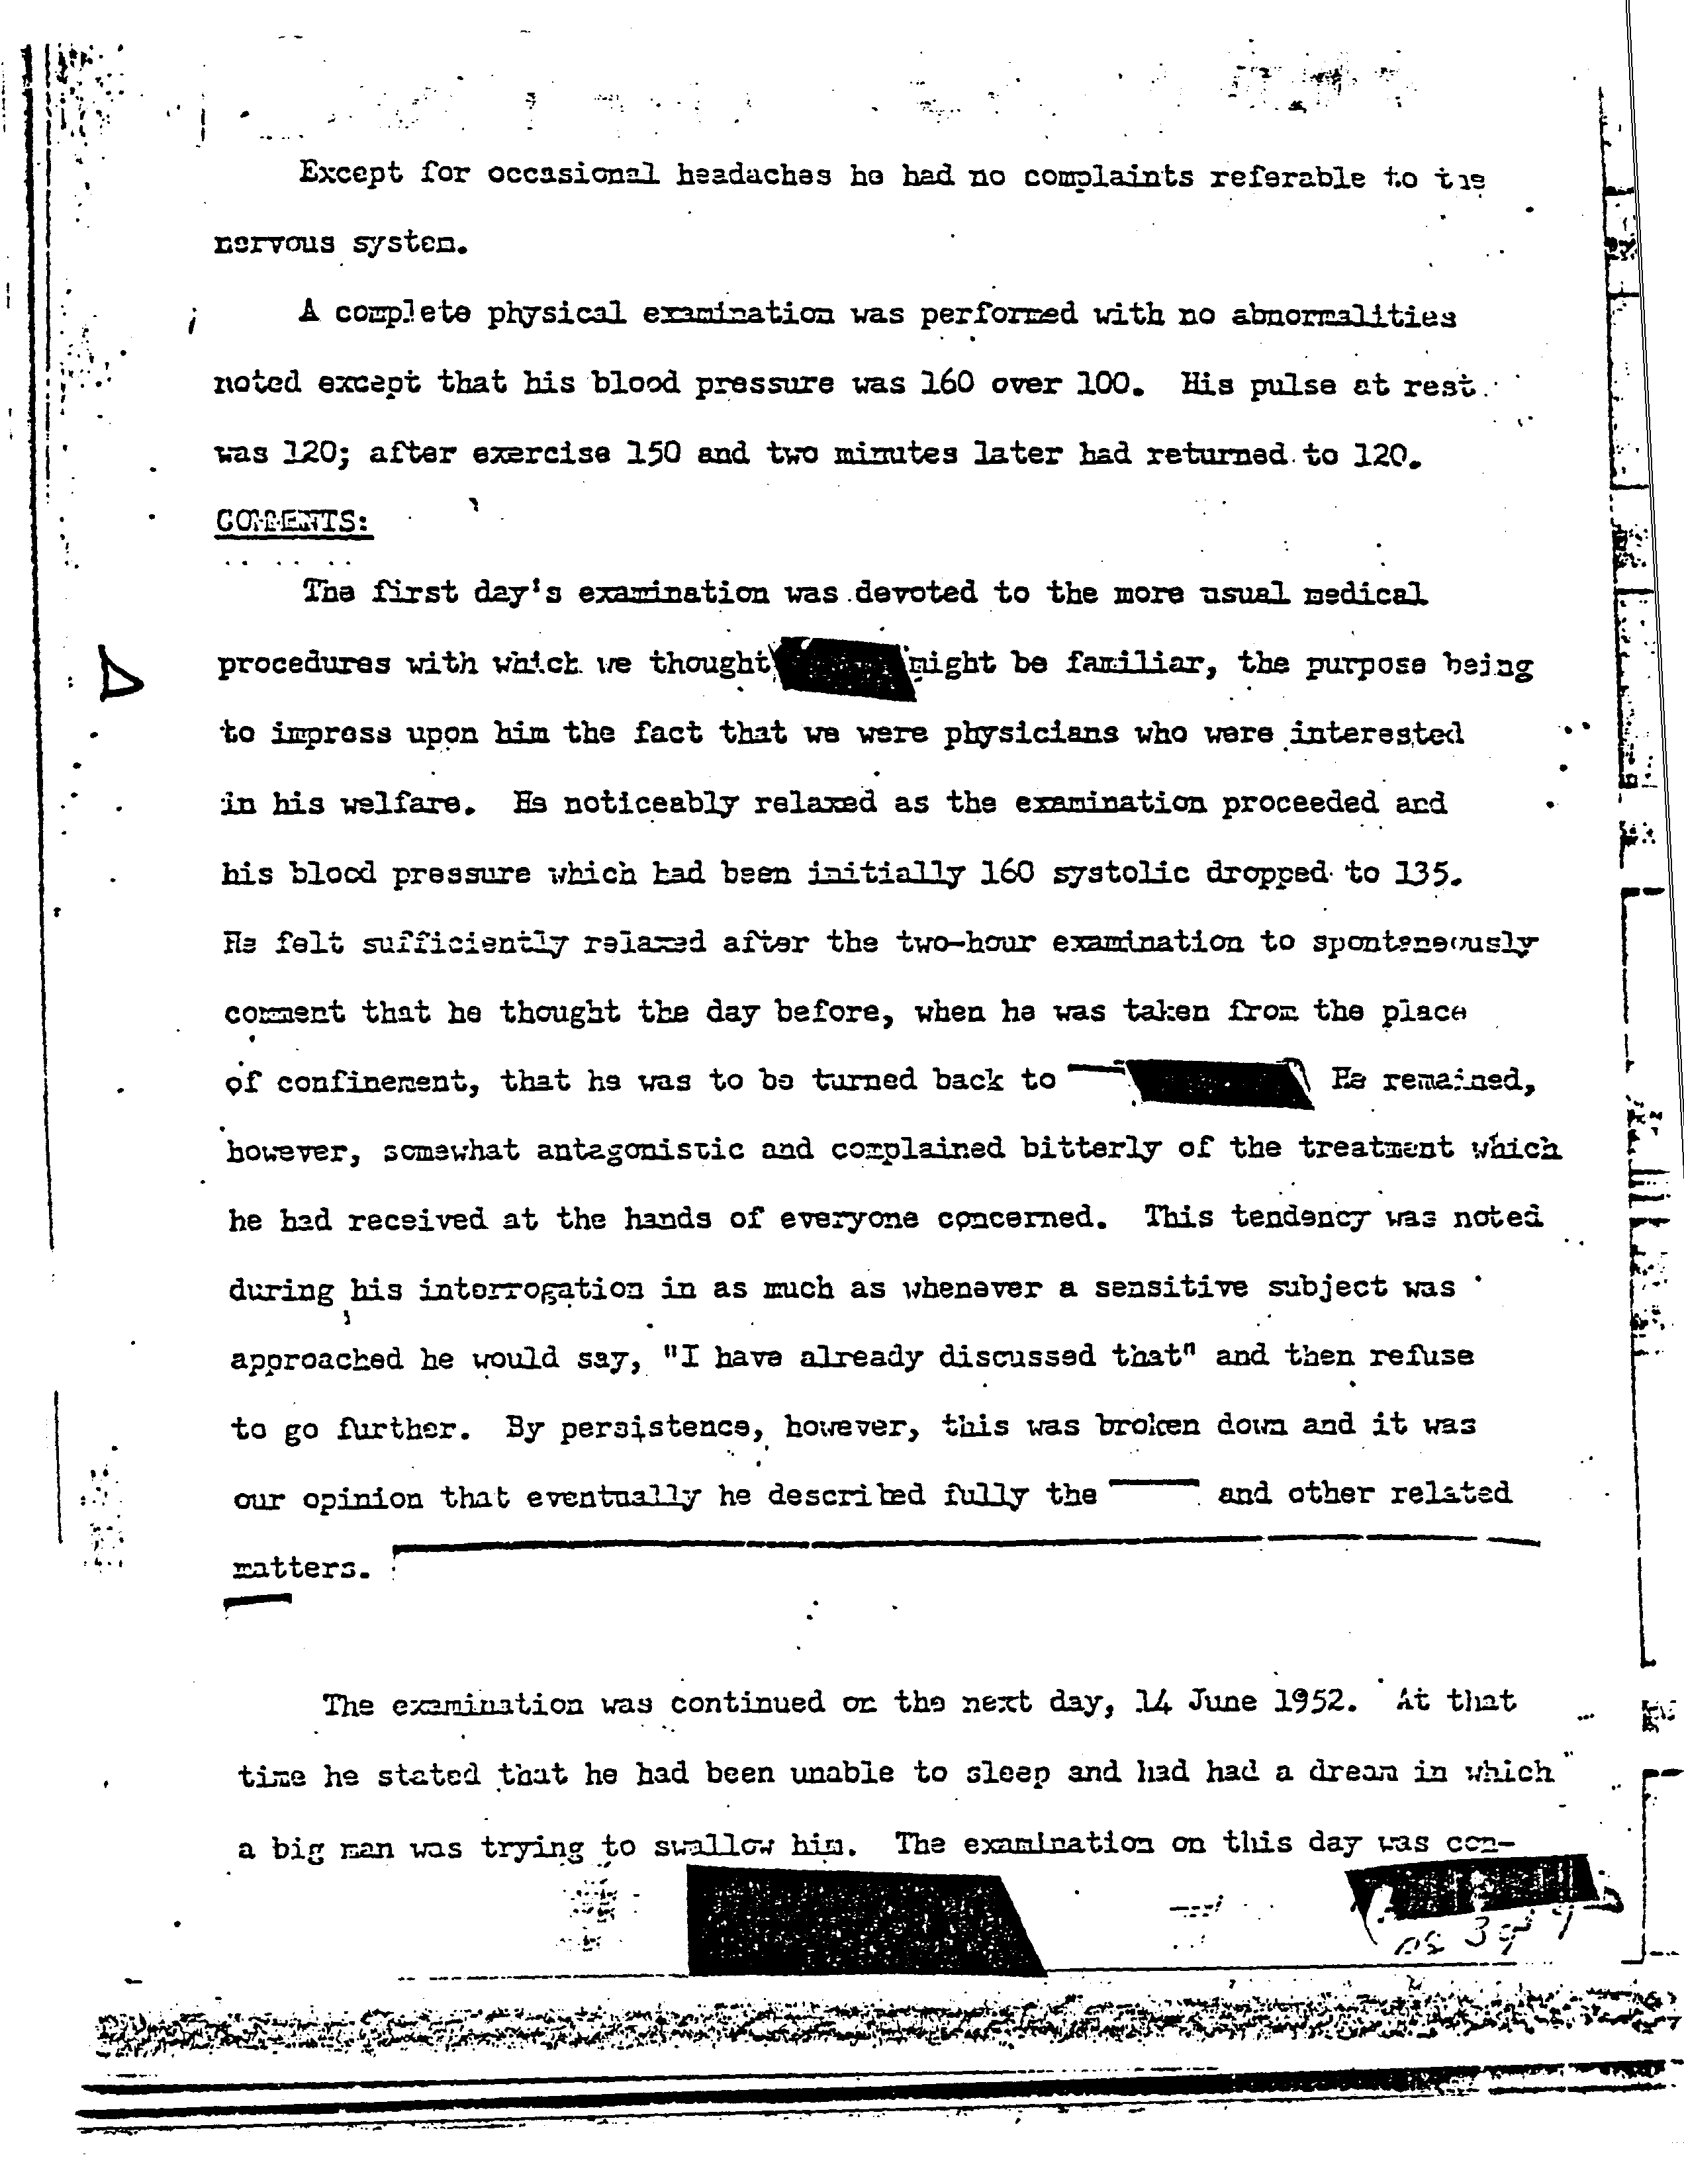 Except for occasional headaches he had no complaints referable to the
nervous system.
A complete physical examination was performed with no abnormalities
noted except that his blood pressure was 160 over 100. His pulse at rest
was 120; after exercise 150 and two minutes later had returned to 120.
COMMENTS:
The first day's examination was devoted to the more usual medical
procedures with which we thought might be familiar, the purpose being
to impress upon him the fact that we were physicians who were interested
in his welfare. He noticeably relaxed as the examination proceeded and
his blood pressure which had been initially 160 systolic dropped to 135.
He felt sufficiently relaxed after the two-hour examination to spontaneously
comment that he thought the day before, when he was taken from the place
of confinement, that he was to be turned back to He remained,
however, somewhat antagonistic and complained bitterly of the treatment which
he had received at the hands of everyone concerned. This tendency was noted
during his interrogation in as much as whenever a sensitive subject was
approached he would say, "I have already discussed that" and then refuse
to go further. By persistence, however, this was broken down and it was
our opinion that eventually he described fully the and other related
matters.
The examination was continued on the next day, 14 June 1952. At that
time he stated that he had been unable to sleep and had had a dream in which
a big man was trying to swallow him. The examination on this day was con-